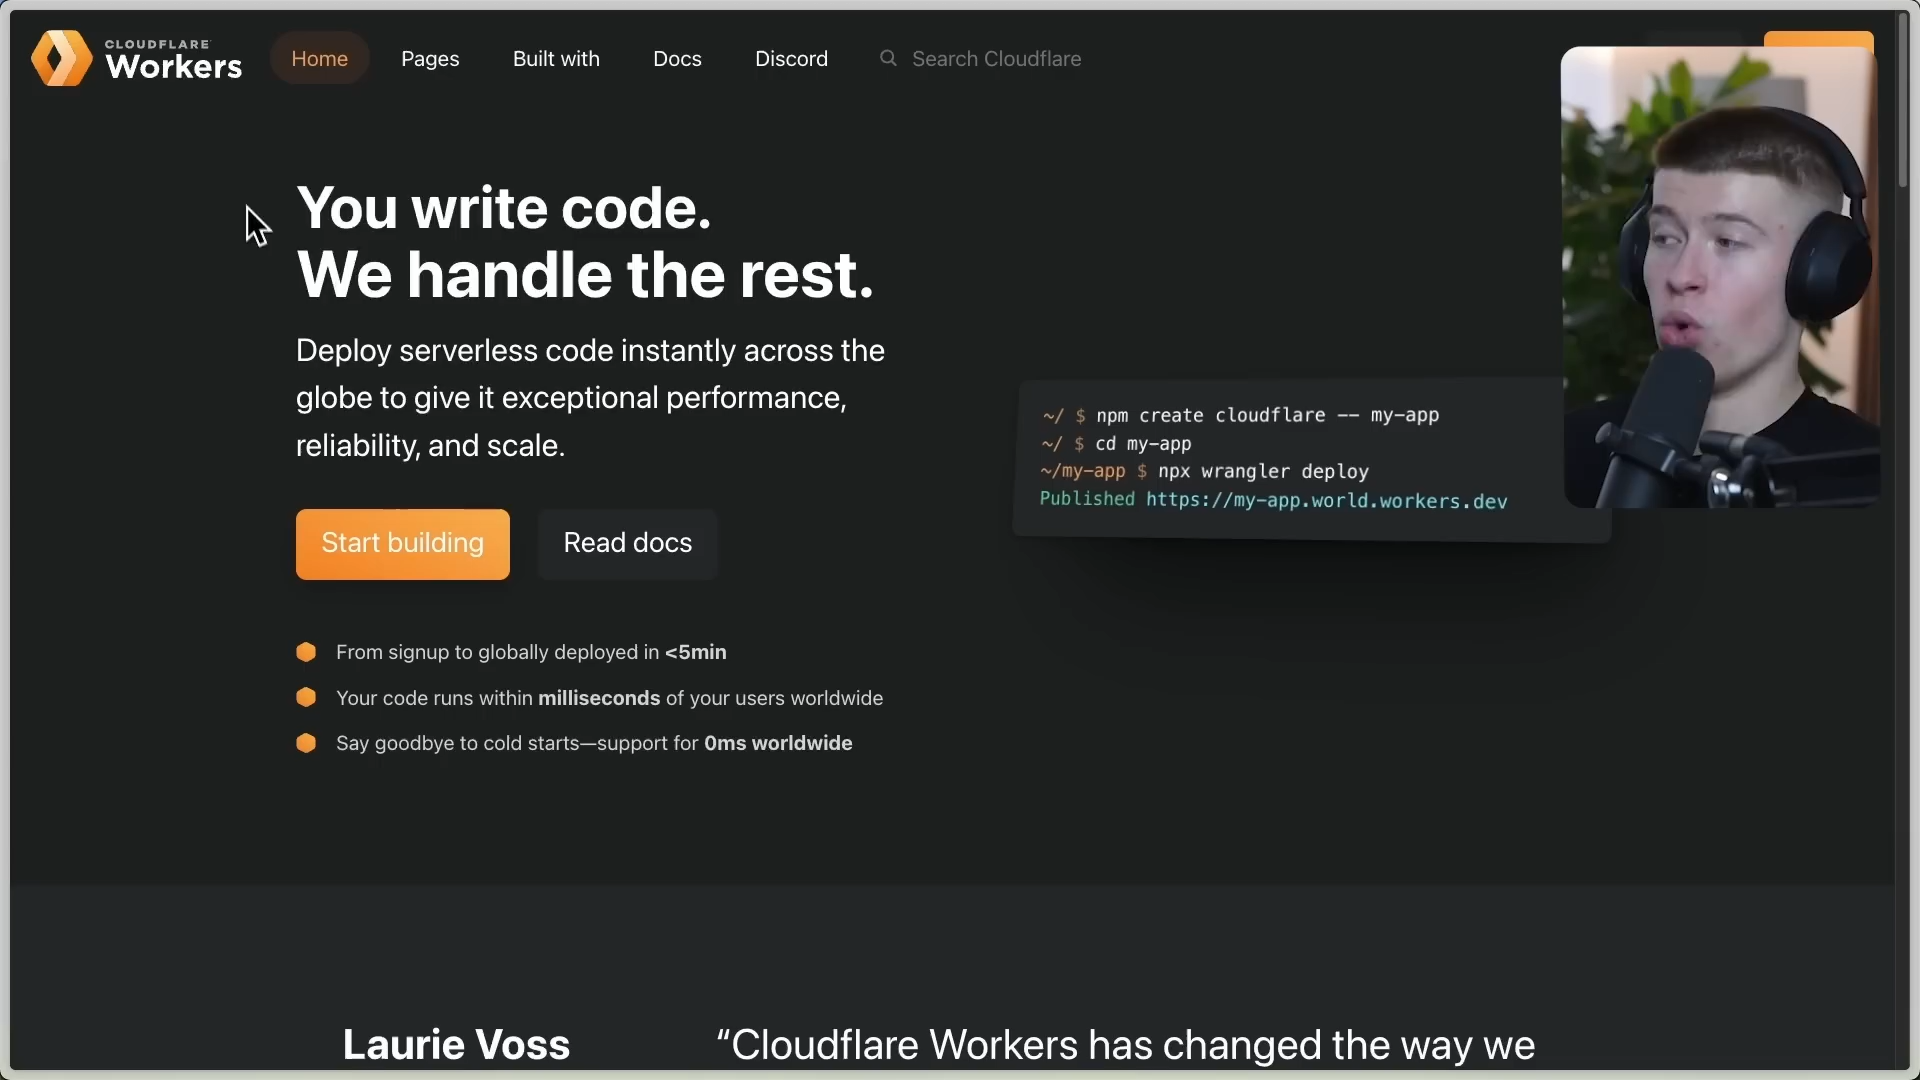 CLOUDFLARE
Workers
Home
Pages
Built with
Docs
Discord
Search Cloudflare
You write code.
We handle the rest.
Deploy serverless code instantly across the
globe to give it exceptional performance,
reliability, and scale.
Start building
Read docs
From signup to globally deployed in <5min
Your code runs within milliseconds of your users worldwide
Say goodbye to cold starts—support for 0ms worldwide
~/ $ npm create cloudflare -- my-app
~/ $ cd my-app
~/my-app $ npx wrangler deploy
Published https://my-app.world.workers.dev
Laurie Voss
“Cloudflare Workers has changed the way we